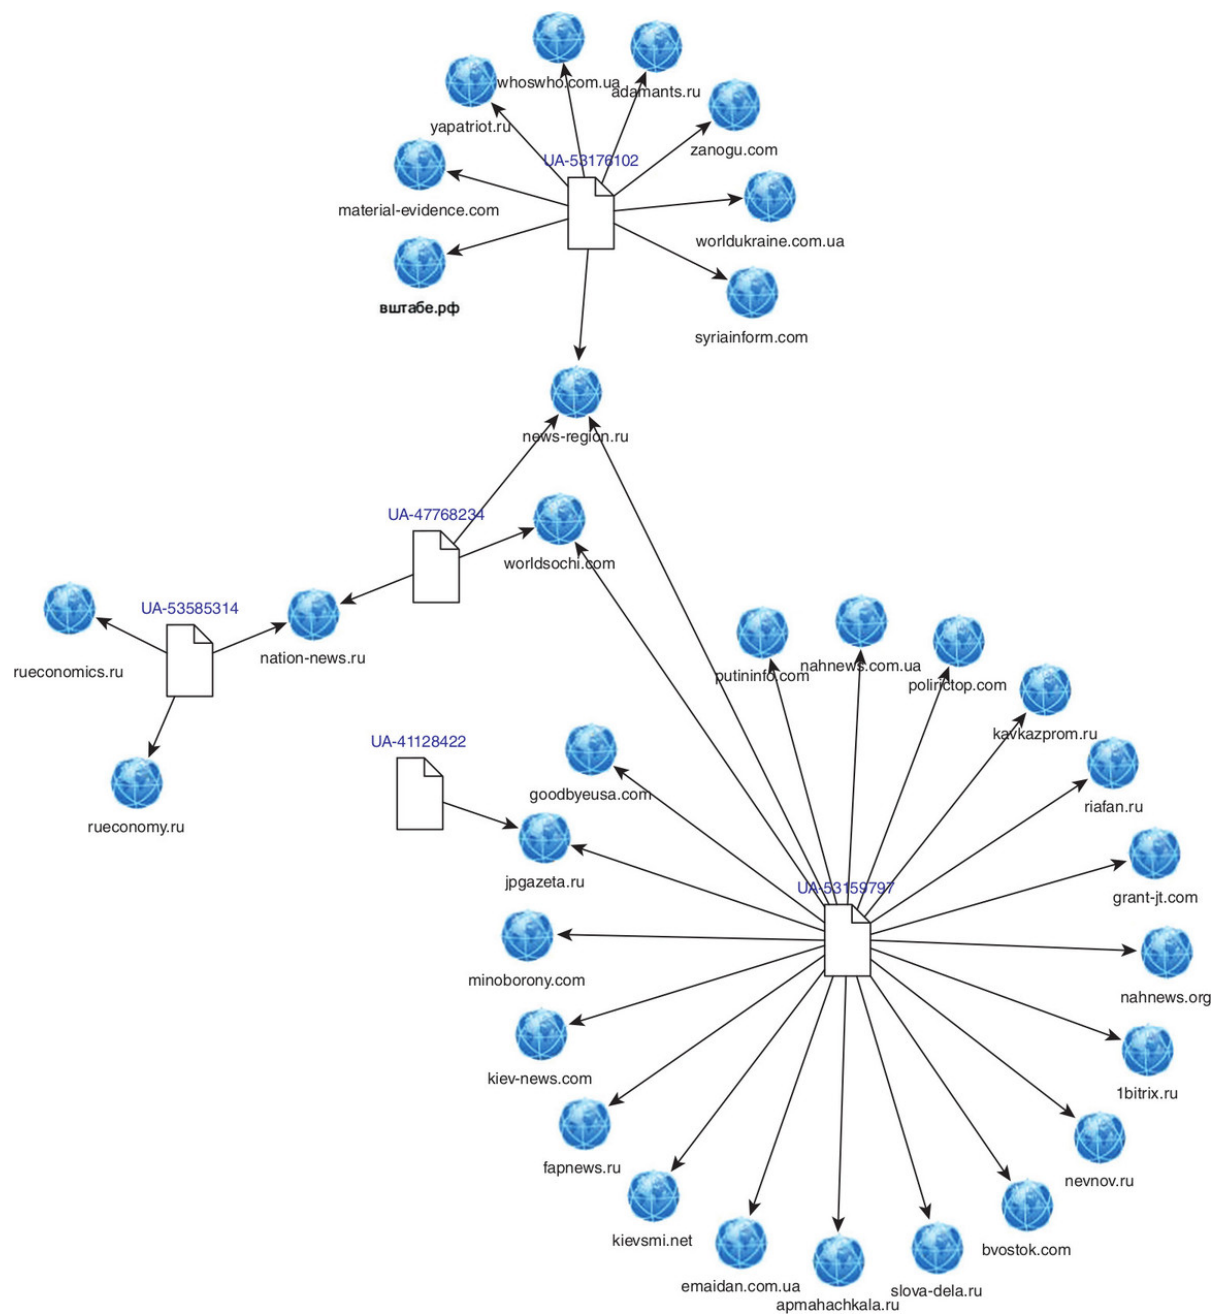 whoswho.com.ua
adamants.ru
yapatriot.ru
zanogu.com
UA-53176102
material-evidence.com
worldukraine.com.ua
вштабе.рф
syriainform.com
news-region.ru
UA-47768234
worldsochi.com
UA-53585314
nation-news.ru
rueconomics.ru
putininfo.com
nahnews.com.ua
polirictop.com
kavkazprom.ru
UA-41128422
goodbyeusa.com
riafan.ru
rueconomy.ru
jpgazeta.ru
UA-53159797
grant-jt.com
minoborony.com
nahnews.org
kiev-news.com
1bitrix.ru
fapnews.ru
nevnov.ru
kievsmi.net
bvostok.com
emaidan.com.ua
slova-dela.ru
apmahachkala.ru